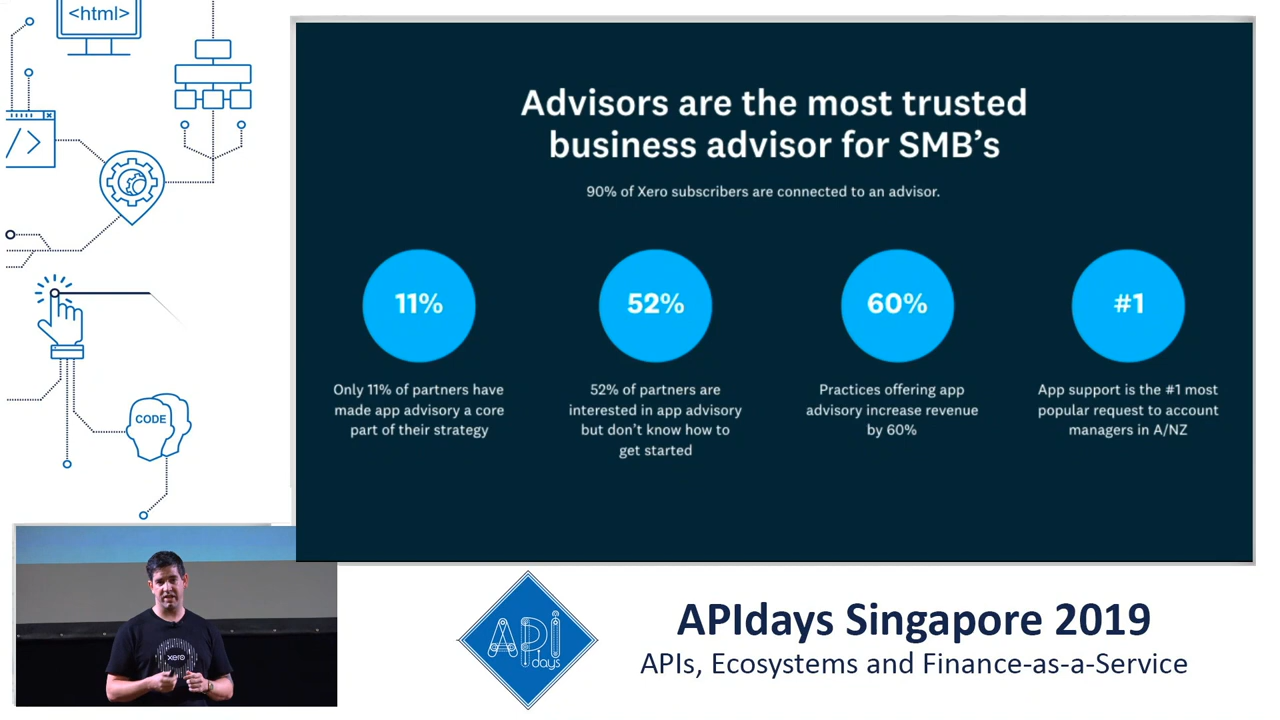 <html>
Advisors are the most trusted
business advisor for SMB's
90% of Xero subscribers are connected to an advisor.
11%
Only 11% of partners have
made app advisory a core
part of their strategy
52%
52% of partners are
interested in app advisory
but don't know how to
get started
60%
Practices offering app
advisory increase revenue
by 60%
#1
App support is the #1 most
popular request to account
managers in A/NZ
</>
CODE
xero
API
days
APIdays Singapore 2019
APIs, Ecosystems and Finance-as-a-Service